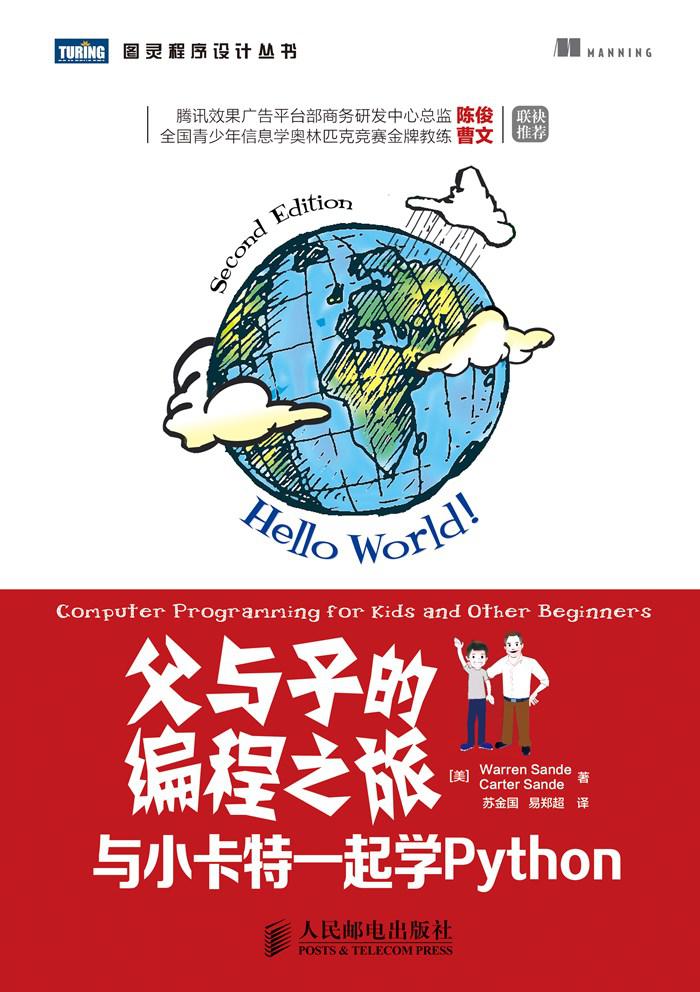 TURING 图灵程序设计丛书
MANNING
腾讯效果广告平台部商务研发中心总监 陈俊
全国青少年信息学奥林匹克竞赛金牌教练 曹文
联袂
推荐
Second Edition
Hello World!
Computer Programming for Kids and Other Beginners
父与子的
编程之旅
[美] Warren Sande
Carter Sande 著
苏金国 易郑超 译
与小卡特一起学Python
人民邮电出版社
POSTS & TELECOM PRESS